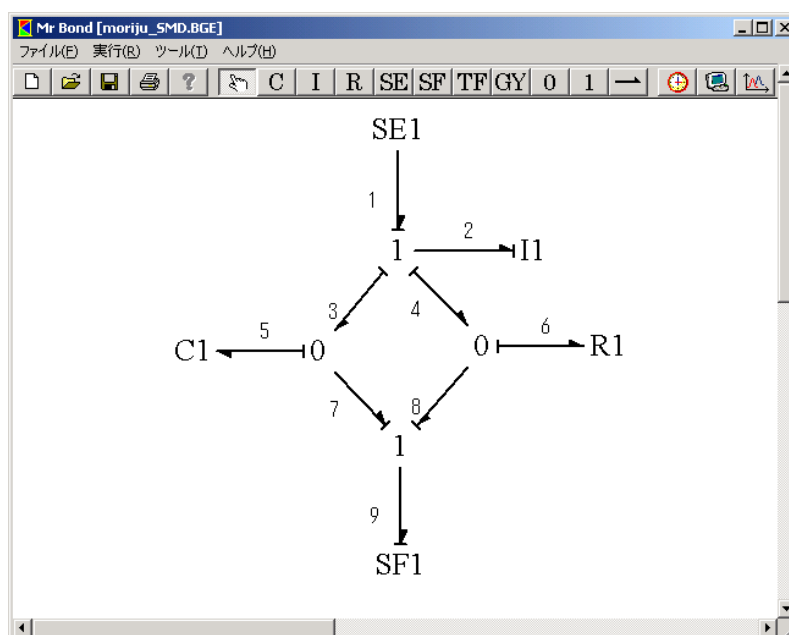 Mr Bond [moriju_SMD.BGE]
ファイル(F) 実行(R) ツール(T) ヘルプ(H)
? C I R SE SF TF GY 0 1
SE1
1
1 2 I1
3 4
C1 5 0 0 6 R1
7 8
1
9
SF1